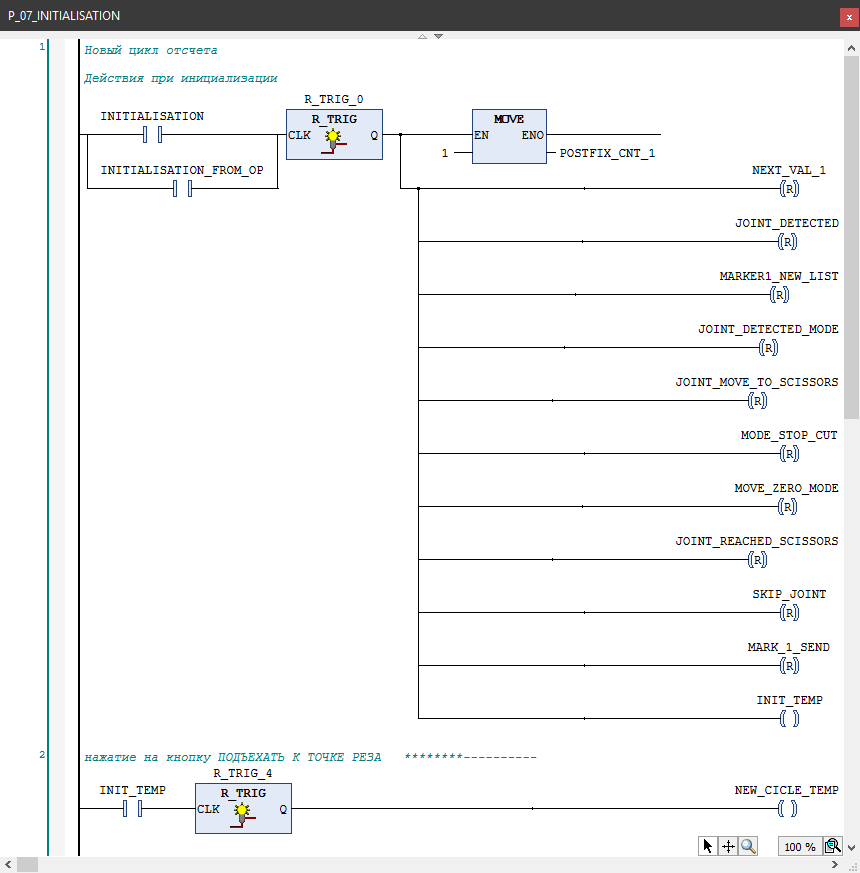 P_07_INITIALISATION
x
1
Новый цикл отсчета
Действия при инициализации
R_TRIG_0
INITIALISATION
R_TRIG
MOVE
CLK
Q
EN
ENO
1
POSTFIX_CNT_1
INITIALISATION_FROM_OP
NEXT_VAL_1
R
JOINT_DETECTED
R
MARKER1_NEW_LIST
R
JOINT_DETECTED_MODE
R
JOINT_MOVE_TO_SCISSORS
R
MODE_STOP_CUT
R
MOVE_ZERO_MODE
R
JOINT_REACHED_SCISSORS
R
SKIP_JOINT
R
MARK_1_SEND
R
INIT_TEMP
2
нажатие на кнопку ПОДЪЕХАТЬ К ТОЧКЕ РЕЗА ********----------
R_TRIG_4
INIT_TEMP
R_TRIG
NEW_CICLE_TEMP
CLK
Q
100 %